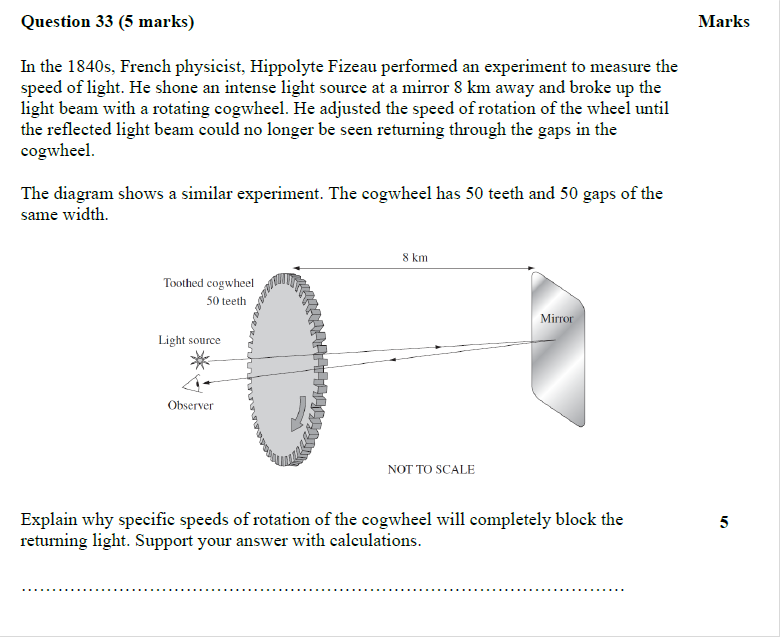 Question 33 (5 marks) Marks
In the 1840s, French physicist, Hippolyte Fizeau performed an experiment to measure the
speed of light. He shone an intense light source at a mirror 8 km away and broke up the
light beam with a rotating cogwheel. He adjusted the speed of rotation of the wheel until
the reflected light beam could no longer be seen returning through the gaps in the
cogwheel.
The diagram shows a similar experiment. The cogwheel has 50 teeth and 50 gaps of the
same width.
8 km
Toothed cogwheel
50 teeth
Mirror
Light source
Observer
NOT TO SCALE
Explain why specific speeds of rotation of the cogwheel will completely block the 5
returning light. Support your answer with calculations.